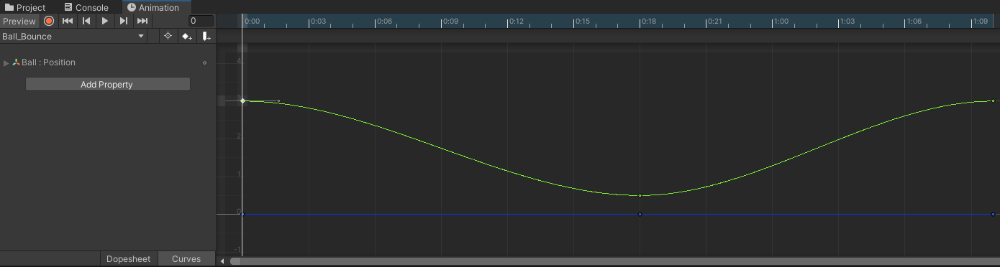 Project Console Animation
Preview 0 0:00 0:03 0:06 0:09 0:12 0:15 0:18 0:21 1:00 1:03 1:06 1:09
Ball_Bounce
4
Ball : Position
Add Property
3
2
1
0
-1
Dopesheet Curves